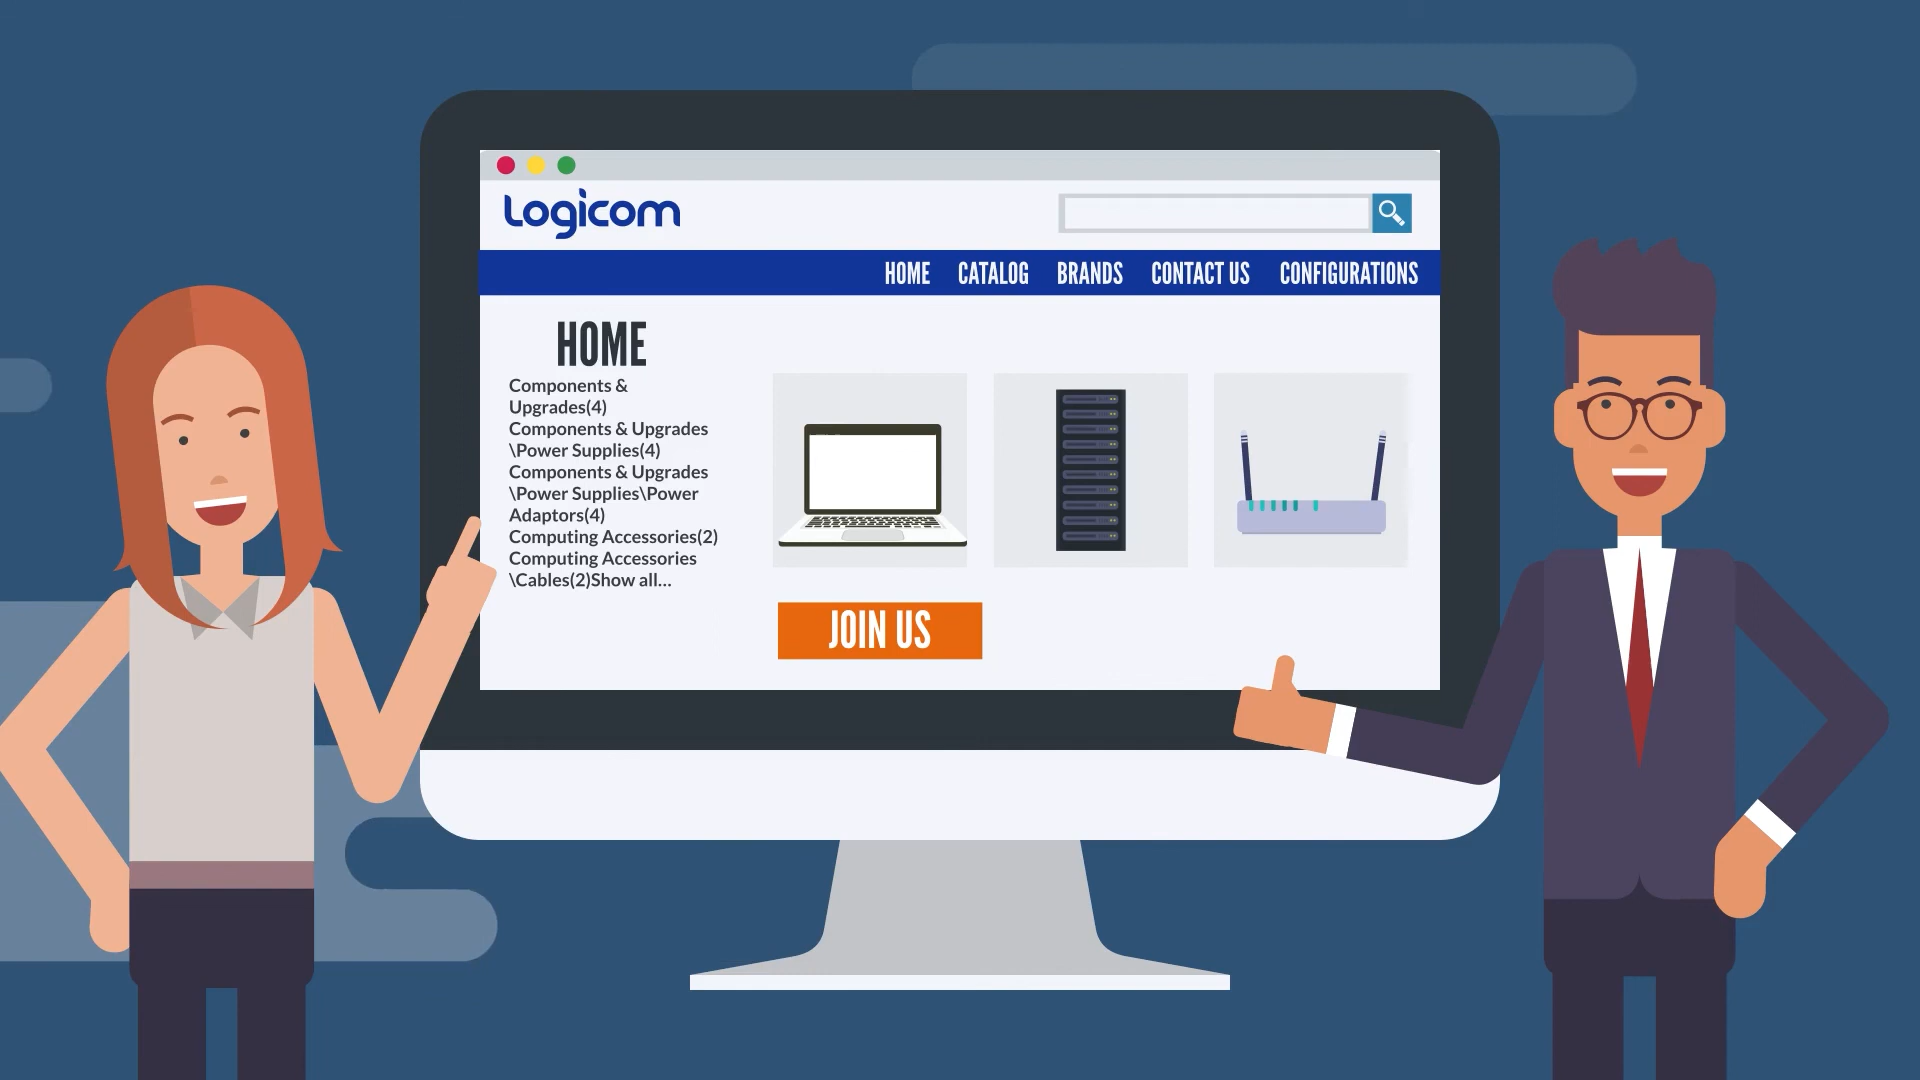 Logicom
HOME CATALOG BRANDS CONTACT US CONFIGURATIONS
HOME
Components &
Upgrades(4)
Components & Upgrades
\Power Supplies(4)
Components & Upgrades
\Power Supplies\Power
Adaptors(4)
Computing Accessories(2)
Computing Accessories
\Cables(2)Show all...
JOIN US